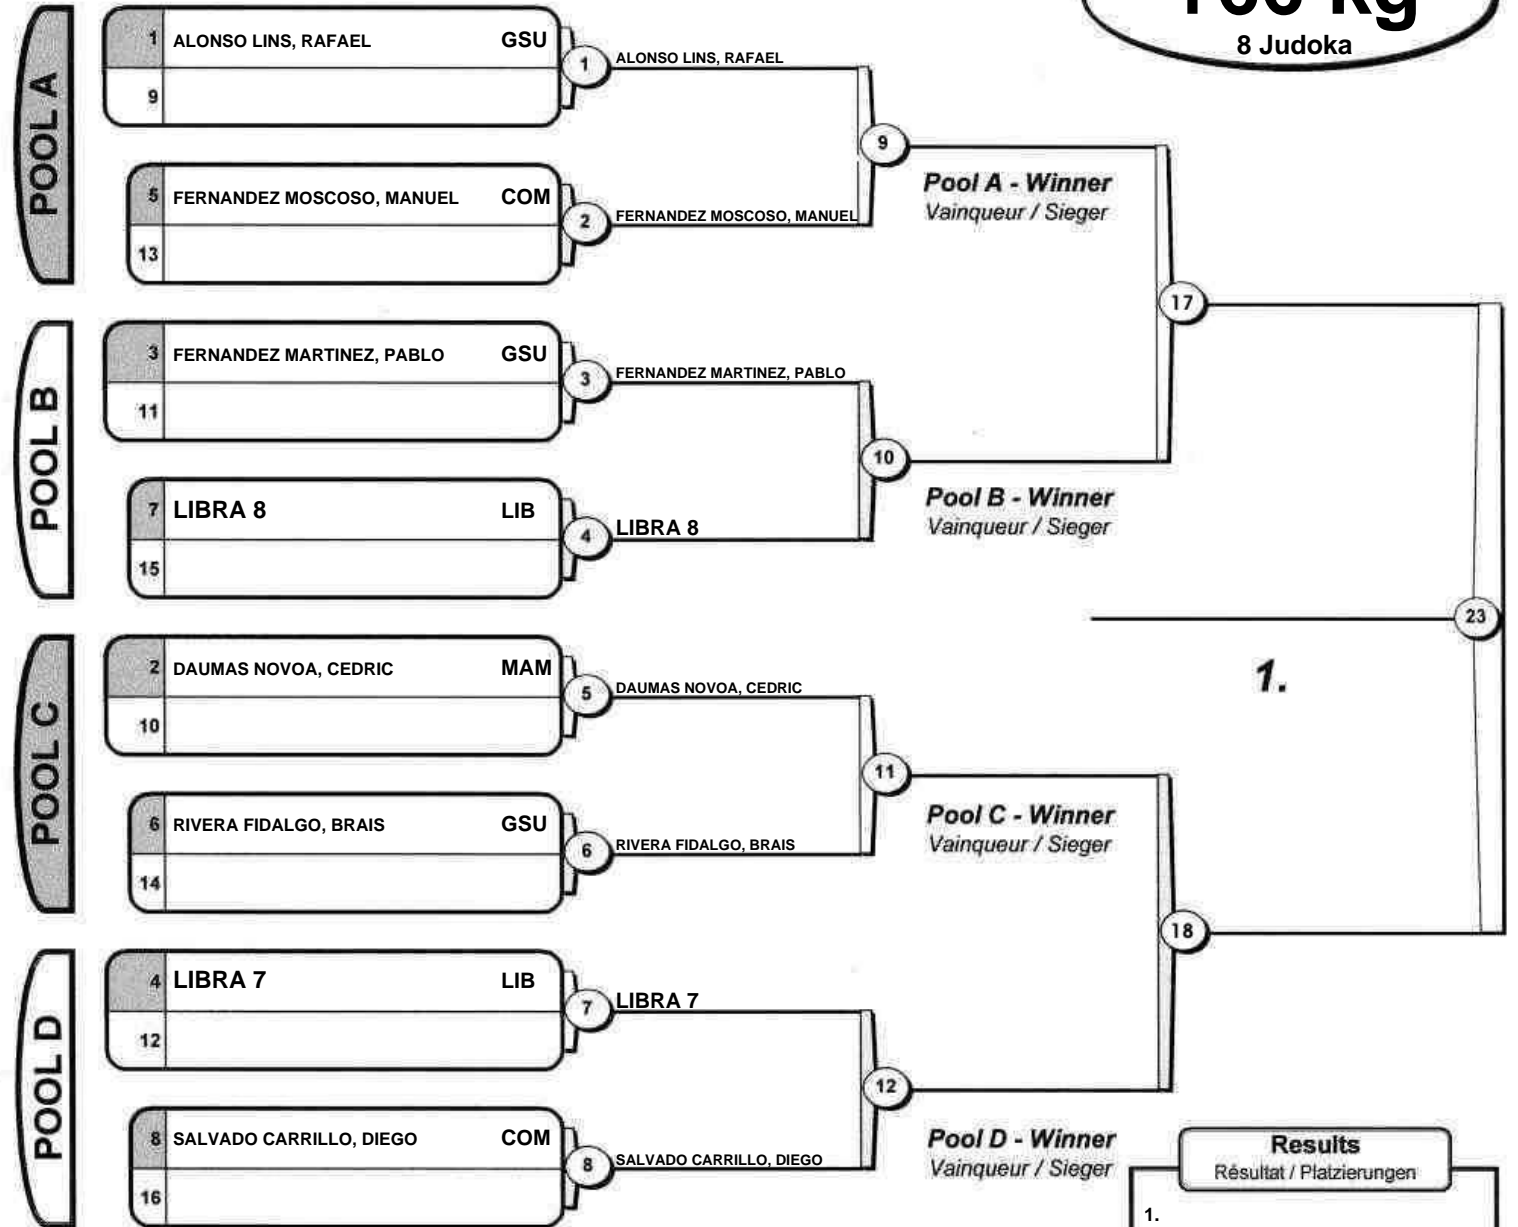 8 Judoka
POOL A
1 ALONSO LINS, RAFAEL GSU
9
1 ALONSO LINS, RAFAEL
5 FERNANDEZ MOSCOSO, MANUEL COM
13
2 FERNANDEZ MOSCOSO, MANUEL
9
Pool A - Winner
Vainqueur / Sieger
POOL B
3 FERNANDEZ MARTINEZ, PABLO GSU
11
3 FERNANDEZ MARTINEZ, PABLO
7 LIBRA 8 LIB
15
4 LIBRA 8
10
Pool B - Winner
Vainqueur / Sieger
17
POOL C
2 DAUMAS NOVOA, CEDRIC MAM
10
5 DAUMAS NOVOA, CEDRIC
6 RIVERA FIDALGO, BRAIS GSU
14
6 RIVERA FIDALGO, BRAIS
11
Pool C - Winner
Vainqueur / Sieger
POOL D
4 LIBRA 7 LIB
12
7 LIBRA 7
8 SALVADO CARRILLO, DIEGO COM
16
8 SALVADO CARRILLO, DIEGO
12
Pool D - Winner
Vainqueur / Sieger
18
23
1.
Results
Résultat / Platzierungen
1.